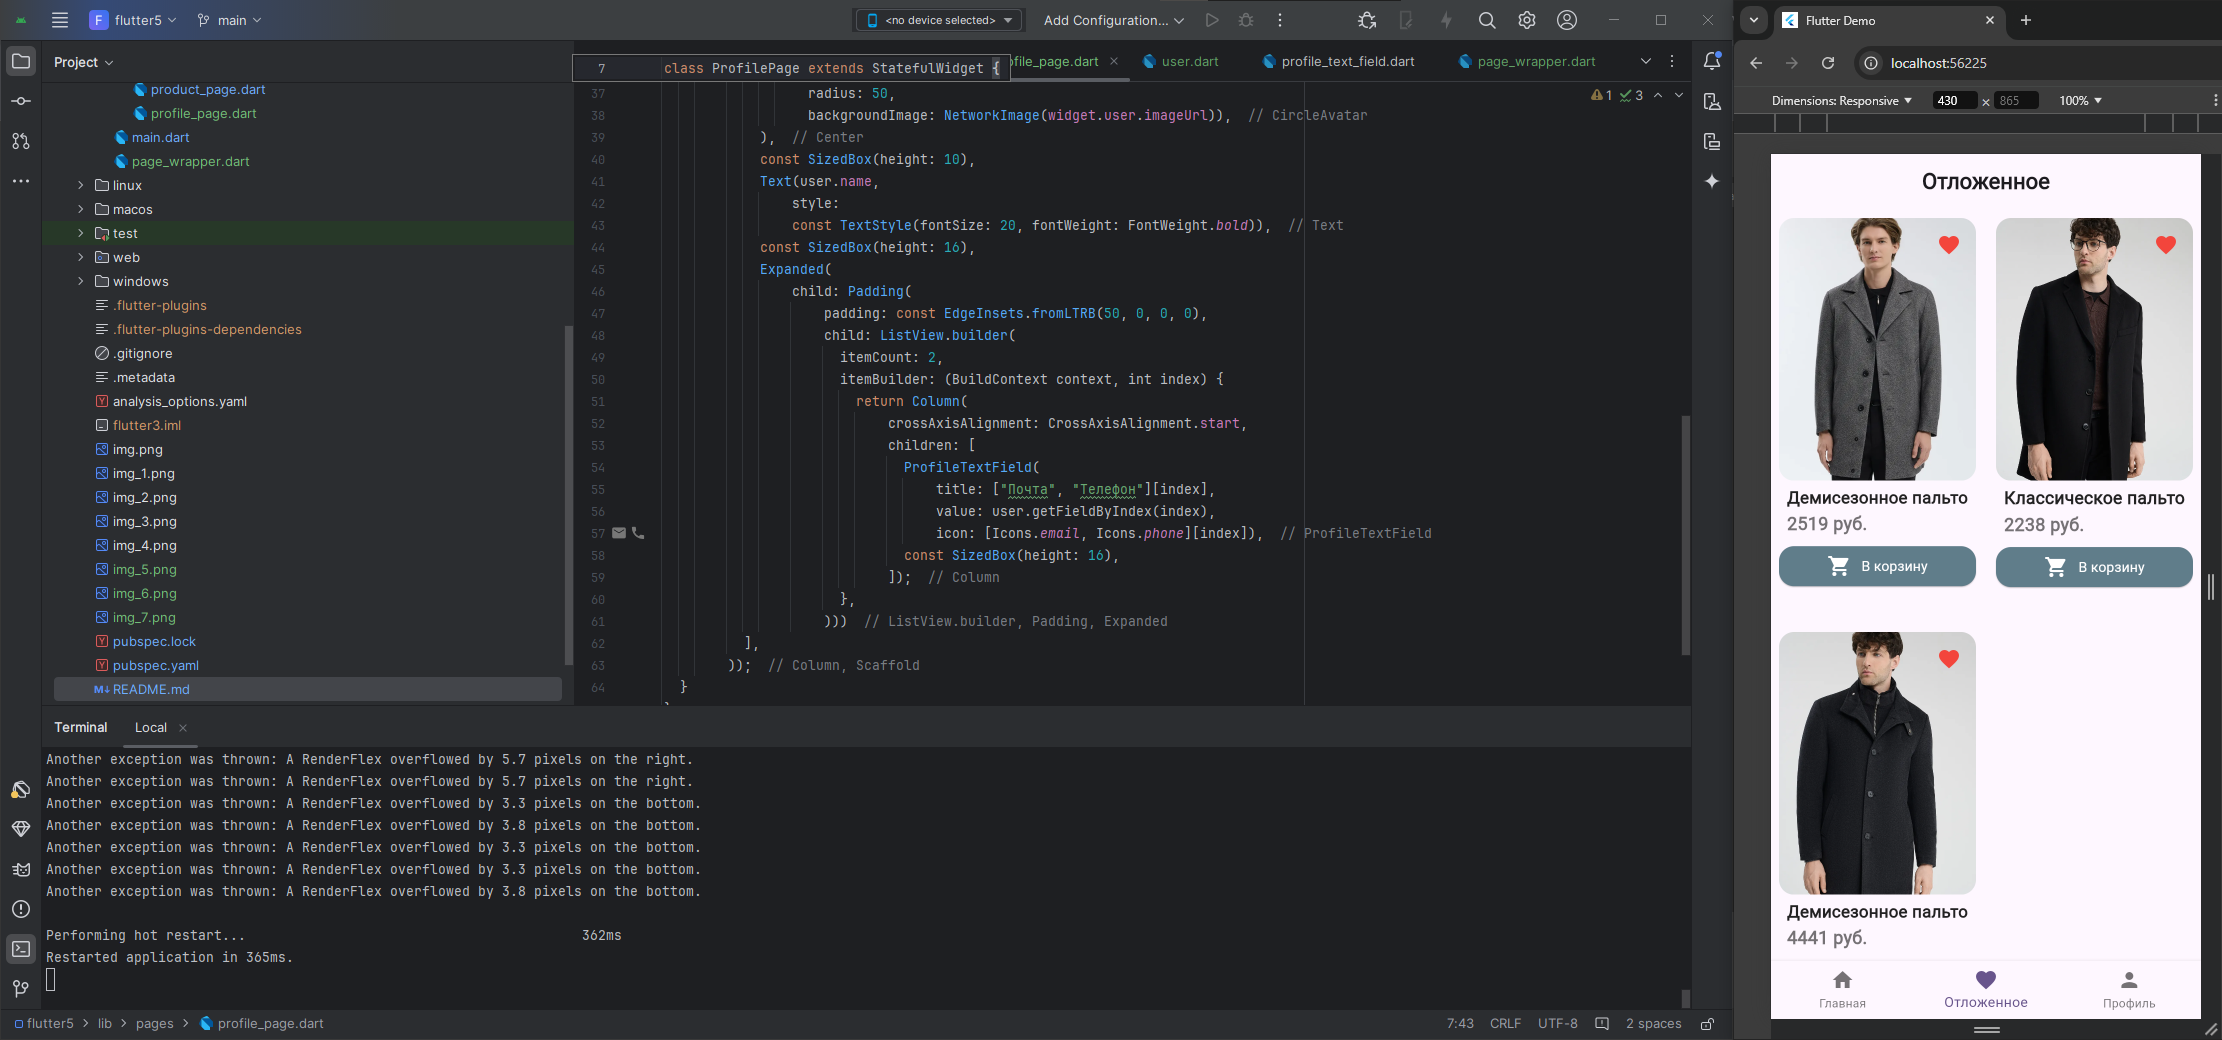 F flutter5 main <no device selected> Add Configuration...
Project
product_page.dart
profile_page.dart
main.dart
page_wrapper.dart
linux
macos
test
web
windows
.flutter-plugins
.flutter-plugins-dependencies
.gitignore
.metadata
analysis_options.yaml
flutter3.iml
img.png
img_1.png
img_2.png
img_3.png
img_4.png
img_5.png
img_6.png
img_7.png
pubspec.lock
pubspec.yaml
README.md
ofile_page.dart user.dart profile_text_field.dart page_wrapper.dart
7 class ProfilePage extends StatefulWidget {
1 3
37 radius: 50,
38 backgroundImage: NetworkImage(widget.user.imageUrl)), // CircleAvatar
39 ), // Center
40 const SizedBox(height: 10),
41 Text(user.name,
42 style:
43 const TextStyle(fontSize: 20, fontWeight: FontWeight.bold)), // Text
44 const SizedBox(height: 16),
45 Expanded(
46 child: Padding(
47 padding: const EdgeInsets.fromLTRB(50, 0, 0, 0),
48 child: ListView.builder(
49 itemCount: 2,
50 itemBuilder: (BuildContext context, int index) {
51 return Column(
52 crossAxisAlignment: CrossAxisAlignment.start,
53 children: [
54 ProfileTextField(
55 title: ["Почта", "Телефон"][index],
56 value: user.getFieldByIndex(index),
57 icon: [Icons.email, Icons.phone][index]), // ProfileTextField
58 const SizedBox(height: 16),
59 ]); // Column
60 },
61 ))) // ListView.builder, Padding, Expanded
62 ],
63 )); // Column, Scaffold
64 }
Terminal Local
Another exception was thrown: A RenderFlex overflowed by 5.7 pixels on the right.
Another exception was thrown: A RenderFlex overflowed by 5.7 pixels on the right.
Another exception was thrown: A RenderFlex overflowed by 3.3 pixels on the bottom.
Another exception was thrown: A RenderFlex overflowed by 3.8 pixels on the bottom.
Another exception was thrown: A RenderFlex overflowed by 3.3 pixels on the bottom.
Another exception was thrown: A RenderFlex overflowed by 3.3 pixels on the bottom.
Another exception was thrown: A RenderFlex overflowed by 3.8 pixels on the bottom.
Performing hot restart... 362ms
Restarted application in 365ms.
flutter5 > lib > pages > profile_page.dart
7:43 CRLF UTF-8 2 spaces
Flutter Demo
localhost:56225
Dimensions: Responsive 430 × 865 100%
Отложенное
Демисезонное пальто
2519 руб.
В корзину
Классическое пальто
2238 руб.
В корзину
Демисезонное пальто
4441 руб.
Главная Отложенное Профиль